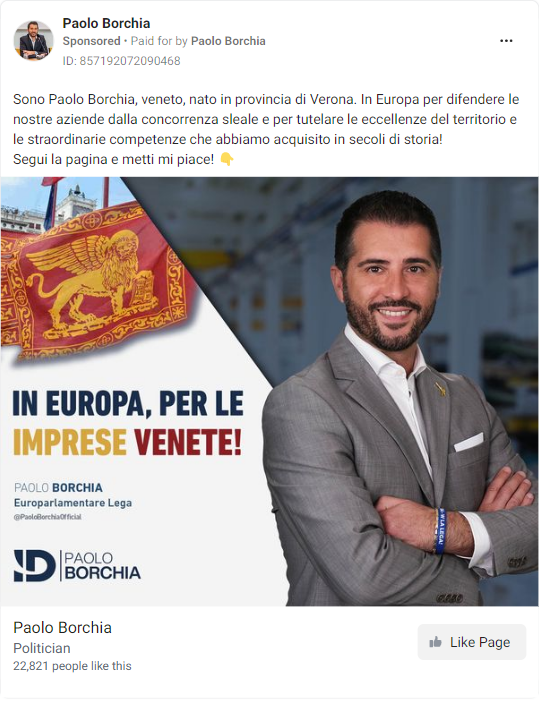 Paolo Borchia
Sponsored • Paid for by Paolo Borchia
ID: 857192072090468
Sono Paolo Borchia, veneto, nato in provincia di Verona. In Europa per difendere le
nostre aziende dalla concorrenza sleale e per tutelare le eccellenze del territorio e
le straordinarie competenze che abbiamo acquisito in secoli di storia!
Segui la pagina e metti mi piace! 👇
IN EUROPA, PER LE
IMPRESE VENETE!
PAOLO BORCHIA
Europarlamentare Lega
@PaoloBorchiaOfficial
W LA LEGA!
PAOLO
BORCHIA
Paolo Borchia
Politician
22,821 people like this
Like Page